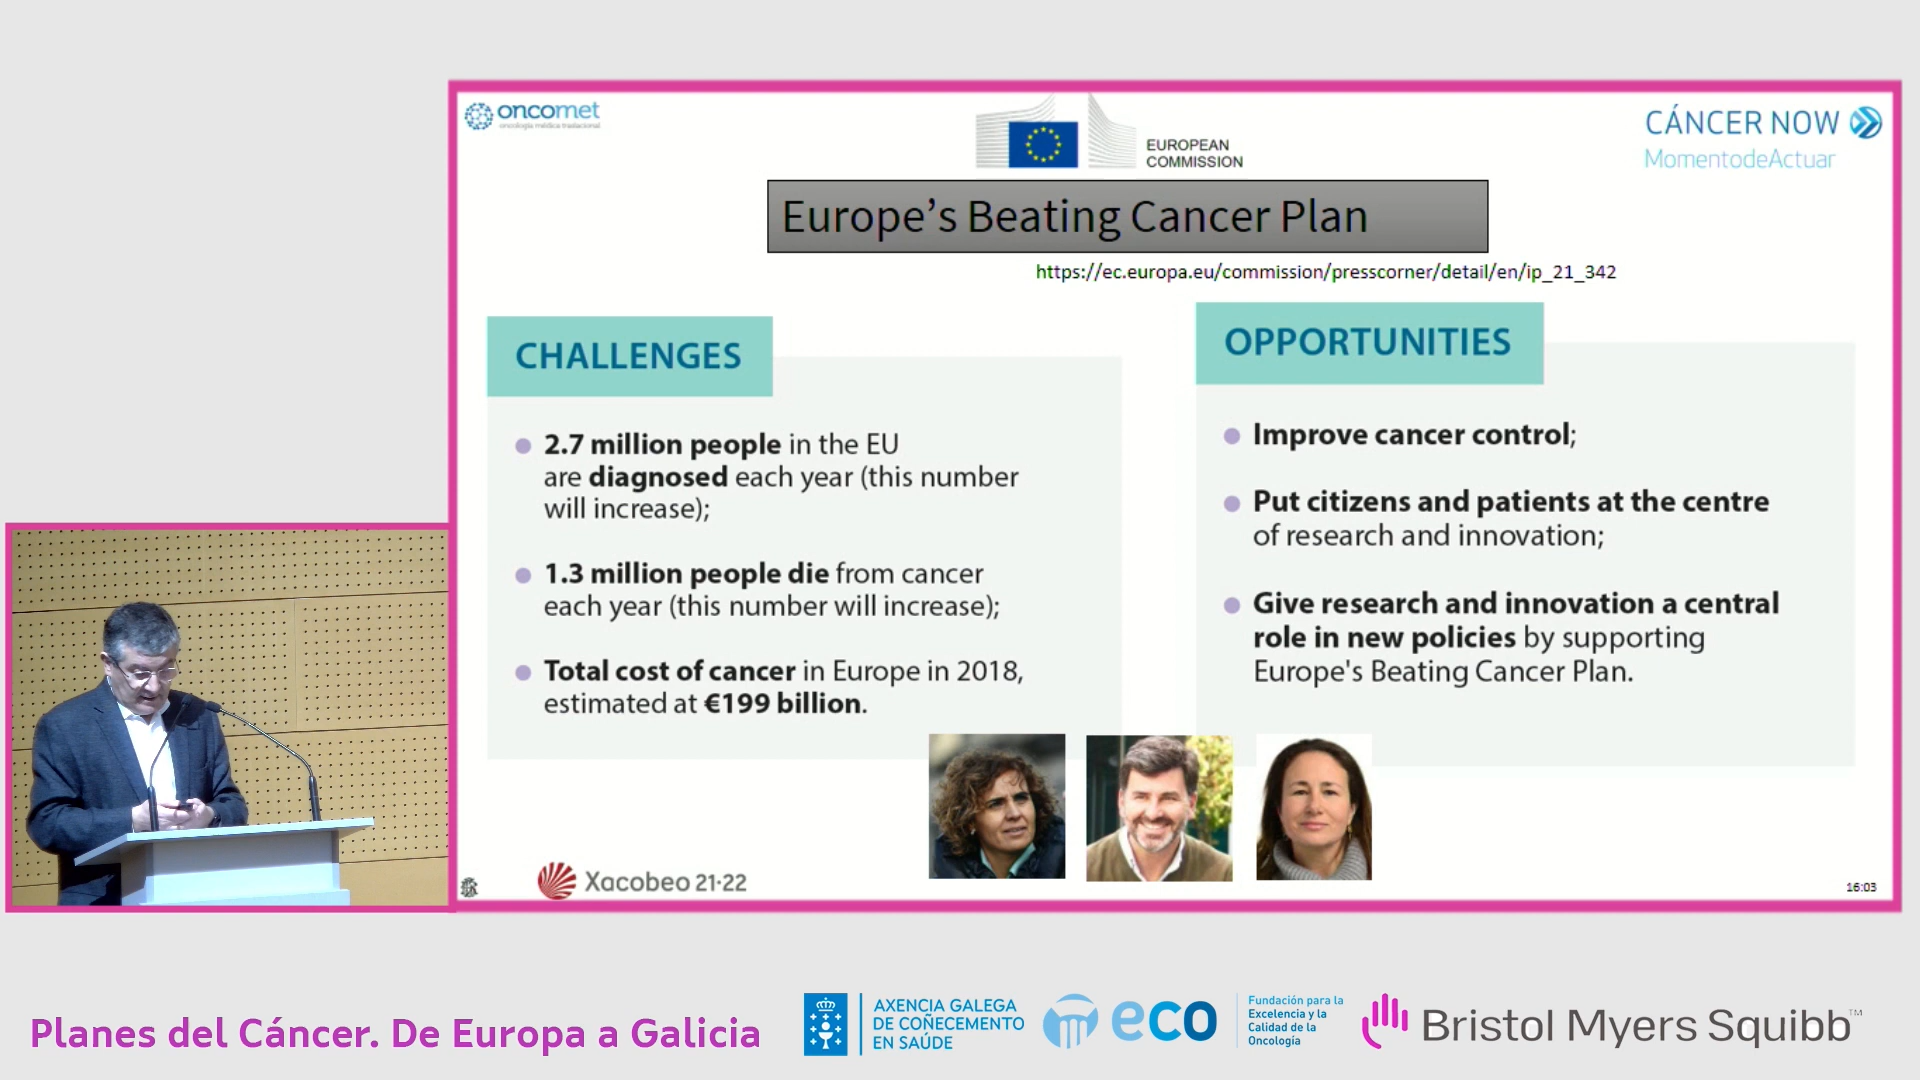 oncomet
oncología médica traslacional
EUROPEAN
COMMISSION
CÁNCER NOW
MomentodeActuar
Europe’s Beating Cancer Plan
https://ec.europa.eu/commission/presscorner/detail/en/ip_21_342
CHALLENGES
2.7 million people in the EU
are diagnosed each year (this number
will increase);
1.3 million people die from cancer
each year (this number will increase);
Total cost of cancer in Europe in 2018,
estimated at €199 billion.
OPPORTUNITIES
Improve cancer control;
Put citizens and patients at the centre
of research and innovation;
Give research and innovation a central
role in new policies by supporting
Europe's Beating Cancer Plan.
Xacobeo 21·22
16:03
Planes del Cáncer. De Europa a Galicia
AXENCIA GALEGA
DE COÑECEMENTO
EN SAÚDE
eco
Fundación para la
Excelencia y la
Calidad de la
Oncología
Bristol Myers Squibb™